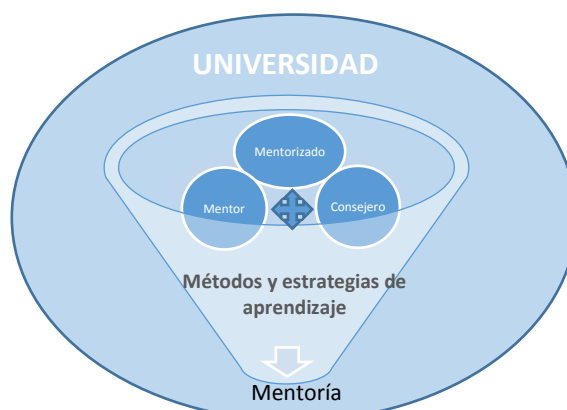 UNIVERSIDAD
Mentorizado
Mentor
Consejero
Métodos y estrategias de
aprendizaje
Mentoría